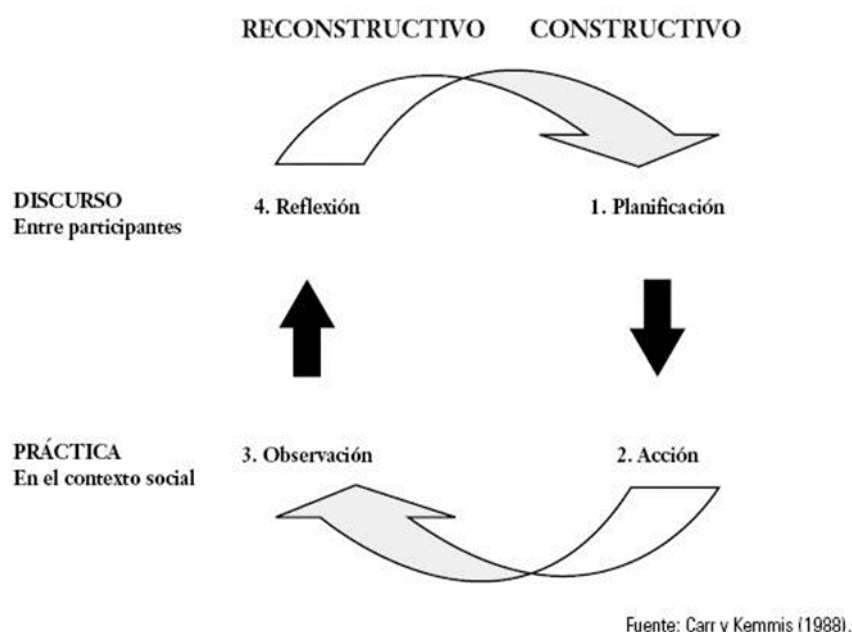 RECONSTRUCTIVO CONSTRUCTIVO
DISCURSO
Entre participantes
4. Reflexión
1. Planificación
PRÁCTICA
En el contexto social
3. Observación
2. Acción
Fuente: Carr y Kemmis (1988).